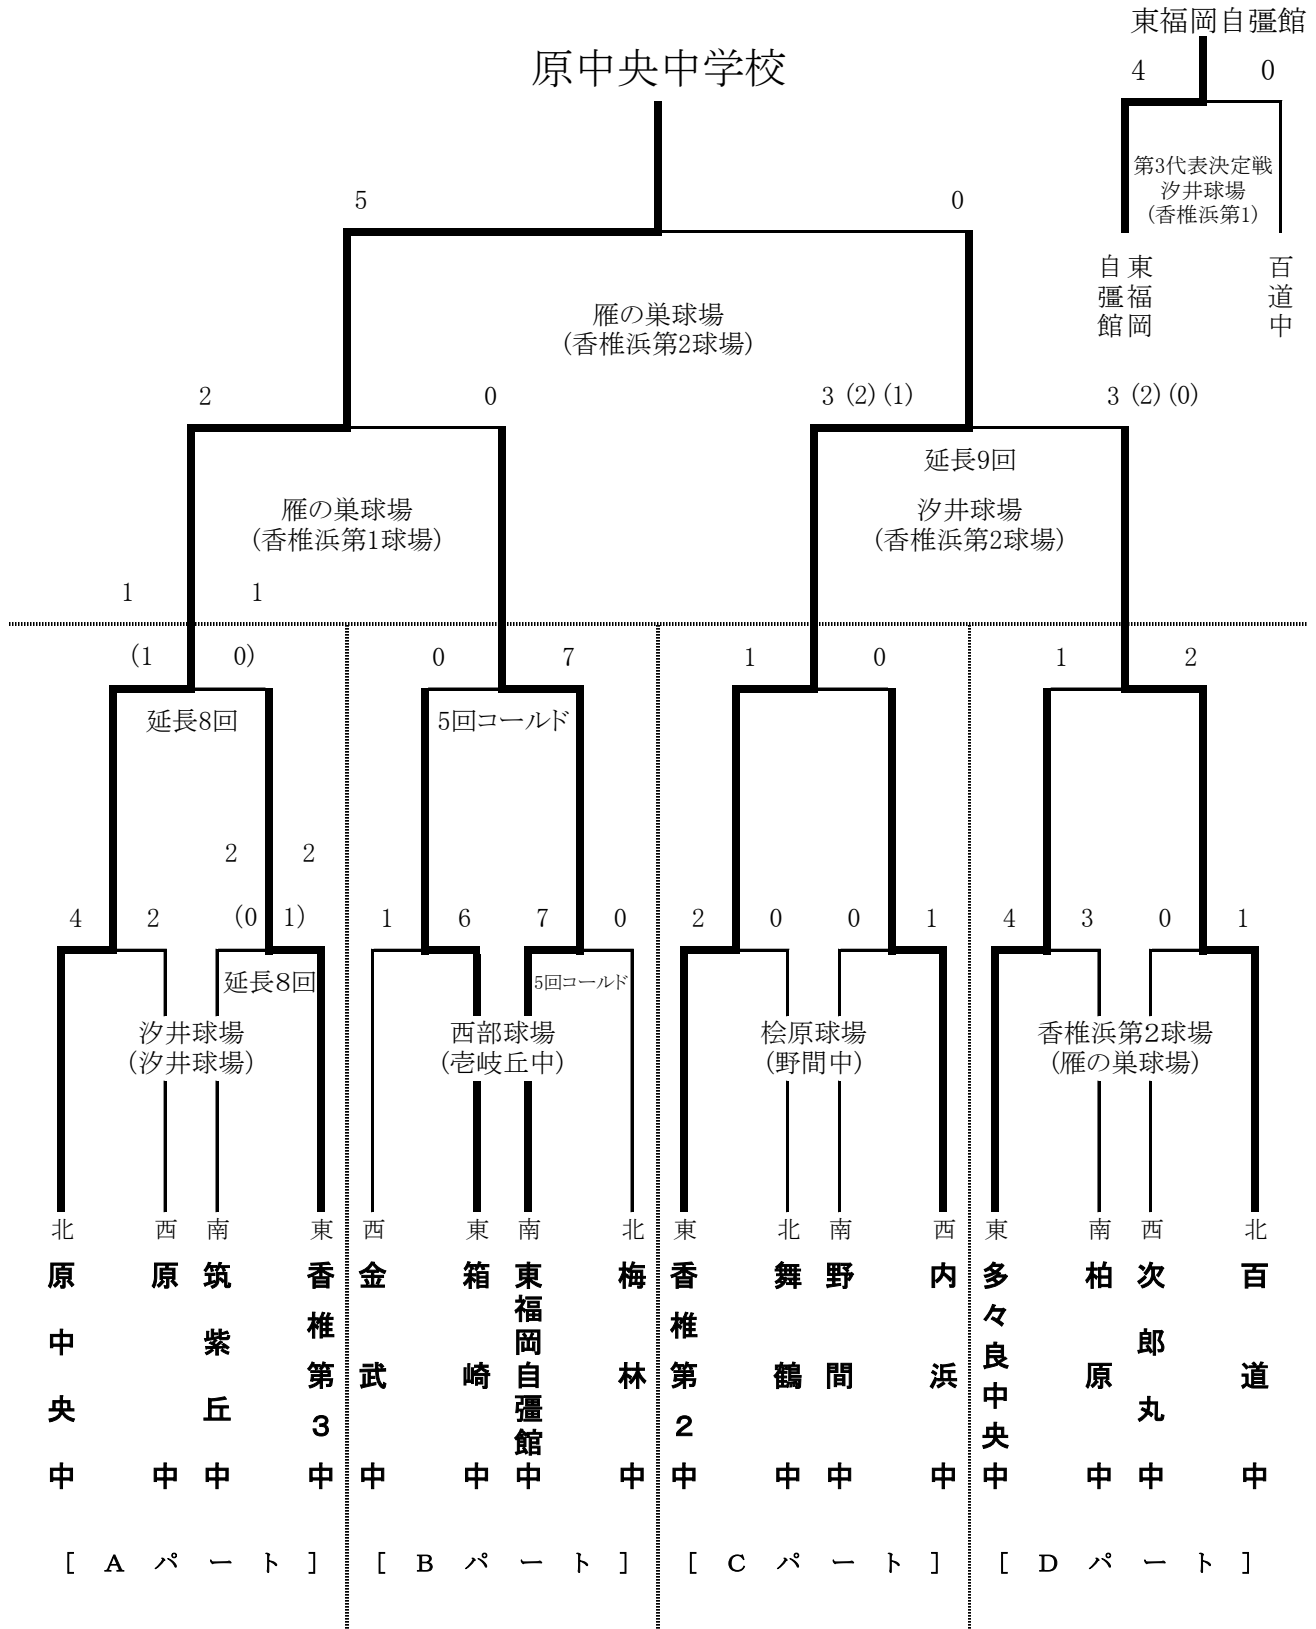 東福岡自彊館
原中央中学校
4 0
第3代表決定戦
汐井球場
(香椎浜第1)
5 0
東福岡
自彊館
百道中
雁の巣球場
(香椎浜第2球場)
2 0 3 (2) (1) 3 (2) (0)
延長9回
雁の巣球場
(香椎浜第1球場)
汐井球場
(香椎浜第2球場)
1 1
(1 0) 0 7 1 0 1 2
延長8回 5回コールド
2 2
4 2 (0 1) 1 6 7 0 2 0 0 1 4 3 0 1
延長8回 5回コールド
汐井球場
(汐井球場)
西部球場
(壱岐丘中)
桧原球場
(野間中)
香椎浜第2球場
(雁の巣球場)
北 西 南 東 西 東 南 北 東 北 南 西 東 南 西 北
原中央中
原中
筑紫丘中
香椎第3中
金武中
箱崎中
東福岡自彊館中
梅林中
香椎第2中
舞鶴中
野間中
内浜中
多々良中央中
柏原中
次郎丸中
百道中
[ A パ ー ト ] [ B パ ー ト ] [ C パ ー ト ] [ D パ ー ト ]